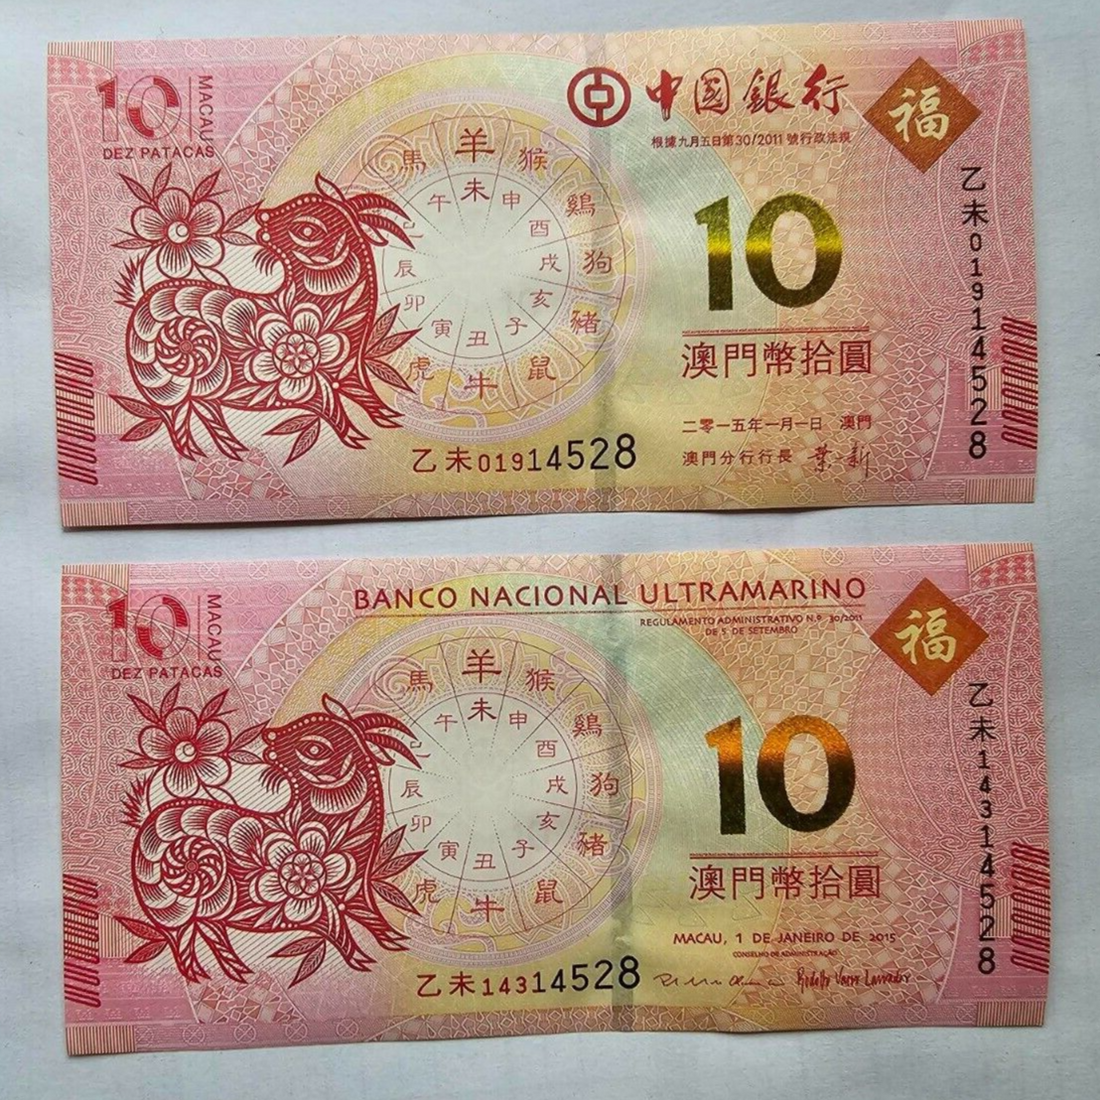 10
MACAU
DEZ PATACAS
中國銀行
根據九月五日第30/2011 號行政法規
福
馬 羊 猴 鷄 狗 豬 鼠 牛 虎
午 未 申 酉 戌 亥 子 丑 寅 卯 辰 巳
10
澳門幣拾圓
二零一五年一月一日 澳門
澳門分行行長
乙未01914528
乙未01914528
10
MACAU
DEZ PATACAS
BANCO NACIONAL ULTRAMARINO
REGULAMENTO ADMINISTRATIVO N.º 30/2011
DE 5 DE SETEMBRO
福
馬 羊 猴 鷄 狗 豬 鼠 牛 虎
午 未 申 酉 戌 亥 子 丑 寅 卯 辰 巳
10
澳門幣拾圓
MACAU, 1 DE JANEIRO DE 2015
CONSELHO DE ADMINISTRAÇÃO
乙未14314528
乙未14314528